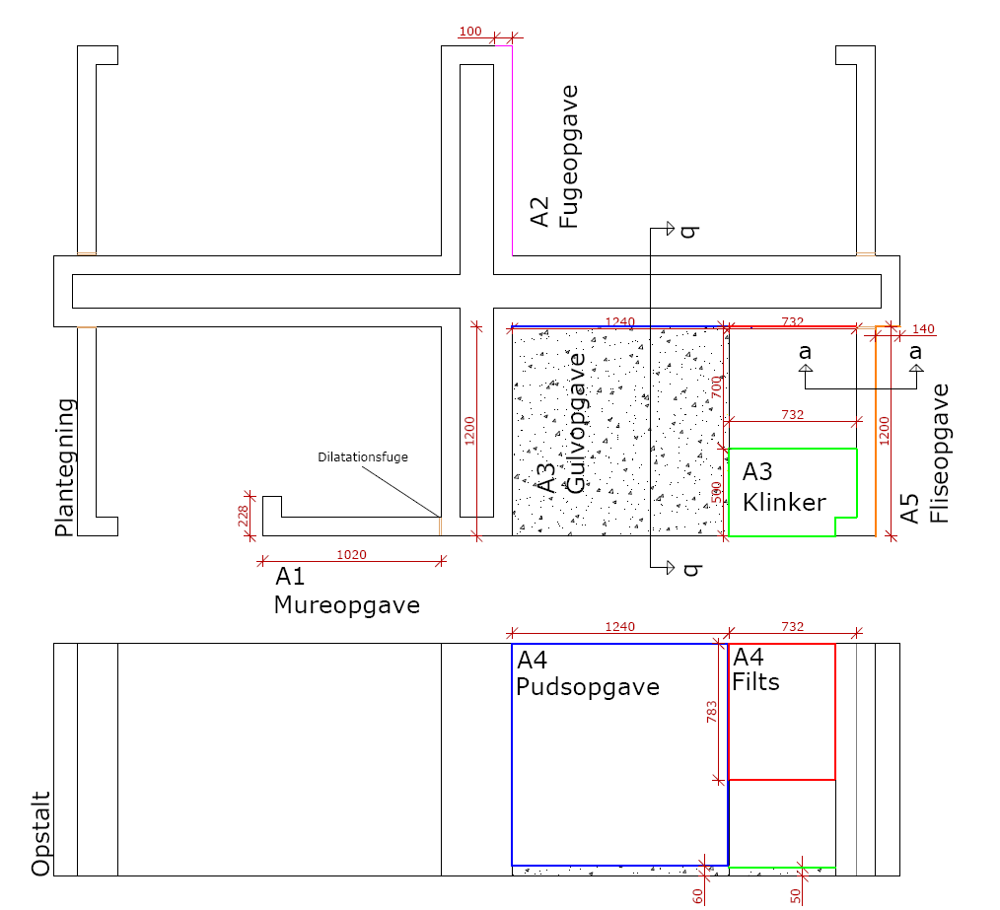 100
A2
Fugeopgave
b
1240
732
140
a
a
700
732
1200
1200
Plantegning
Dilatationsfuge
A3
Gulvopgave
A3
Klinker
500
A5
Fliseopgave
228
1020
b
A1
Mureopgave
1240
732
A4
Pudsopgave
A4
Filts
783
Opstalt
60
50